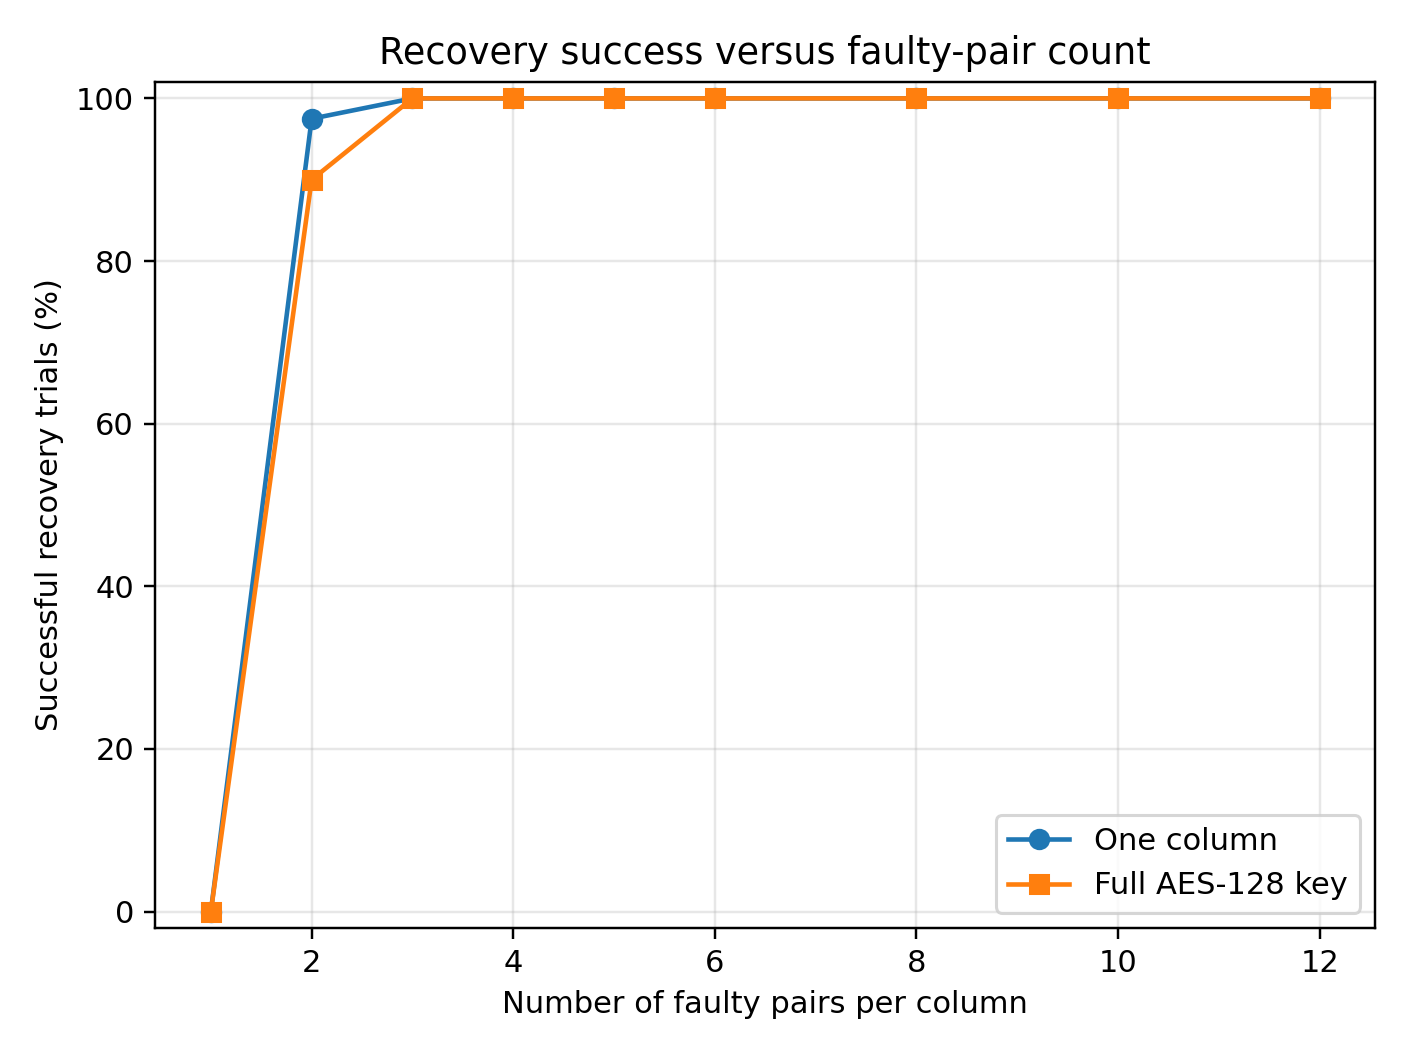 Recovery success versus faulty-pair count
Successful recovery trials (%)
100
80
60
40
20
0
One column
Full AES-128 key
2 4 6 8 10 12
Number of faulty pairs per column